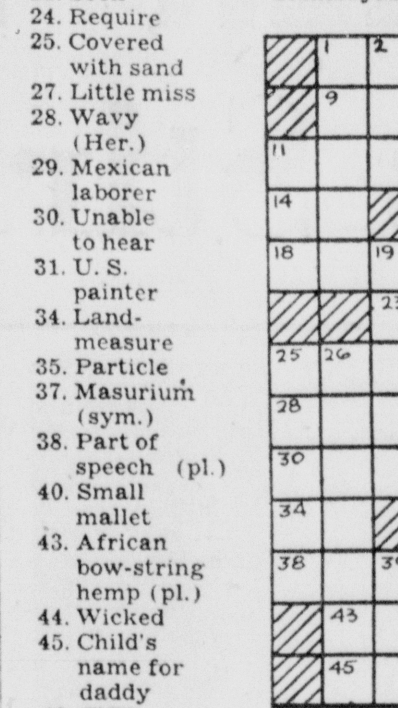 24. Require
25. Covered
with sand
27. Little miss
28. Wavy
(Her.)
29. Mexican
laborer
30. Unable
to hear
31. U. S.
painter
34. Land-
measure
35. Particle
37. Masurium
(sym.)
38. Part of
speech (pl.)
40. Small
mallet
43. African
bow-string
hemp (pl.)
44. Wicked
45. Child's
name for
daddy
1 2
9
11
14
18 19
23
25 26
28
30
34
38 39
43
45